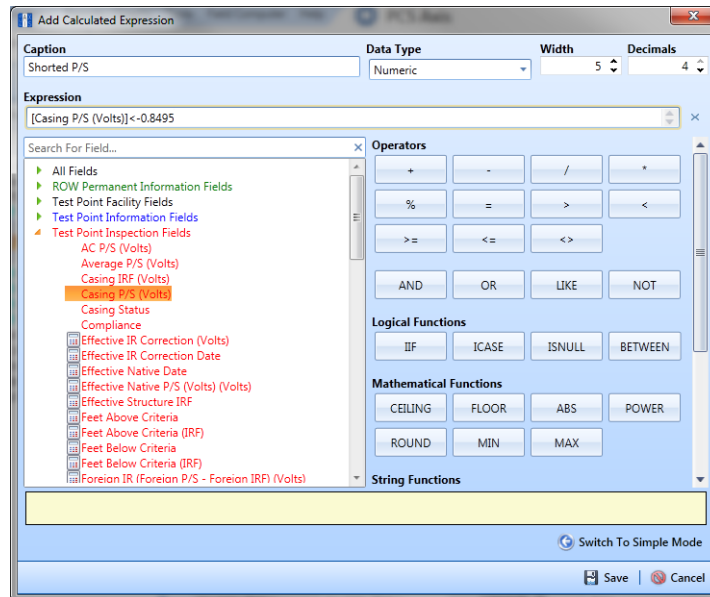 Add Calculated Expression
Caption
Data Type
Width
Decimals
Shorted P/S
Numeric
5
4
Expression
[Casing P/S (Volts)]<-0.8495
Search For Field...
All Fields
ROW Permanent Information Fields
Test Point Facility Fields
Test Point Information Fields
Test Point Inspection Fields
AC P/S (Volts)
Average P/S (Volts)
Casing IRF (Volts)
Casing P/S (Volts)
Casing Status
Compliance
Effective IR Correction (Volts)
Effective IR Correction Date
Effective Native Date
Effective Native P/S (Volts) (Volts)
Effective Structure IRF
Feet Above Criteria
Feet Above Criteria (IRF)
Feet Below Criteria
Feet Below Criteria (IRF)
Foreign IR (Foreign P/S - Foreign IRF) (Volts)
Operators
+ - / *
% = > <
>= <= <>
AND OR LIKE NOT
Logical Functions
IIF ICASE ISNULL BETWEEN
Mathematical Functions
CEILING FLOOR ABS POWER
ROUND MIN MAX
String Functions
Switch To Simple Mode
Save | Cancel